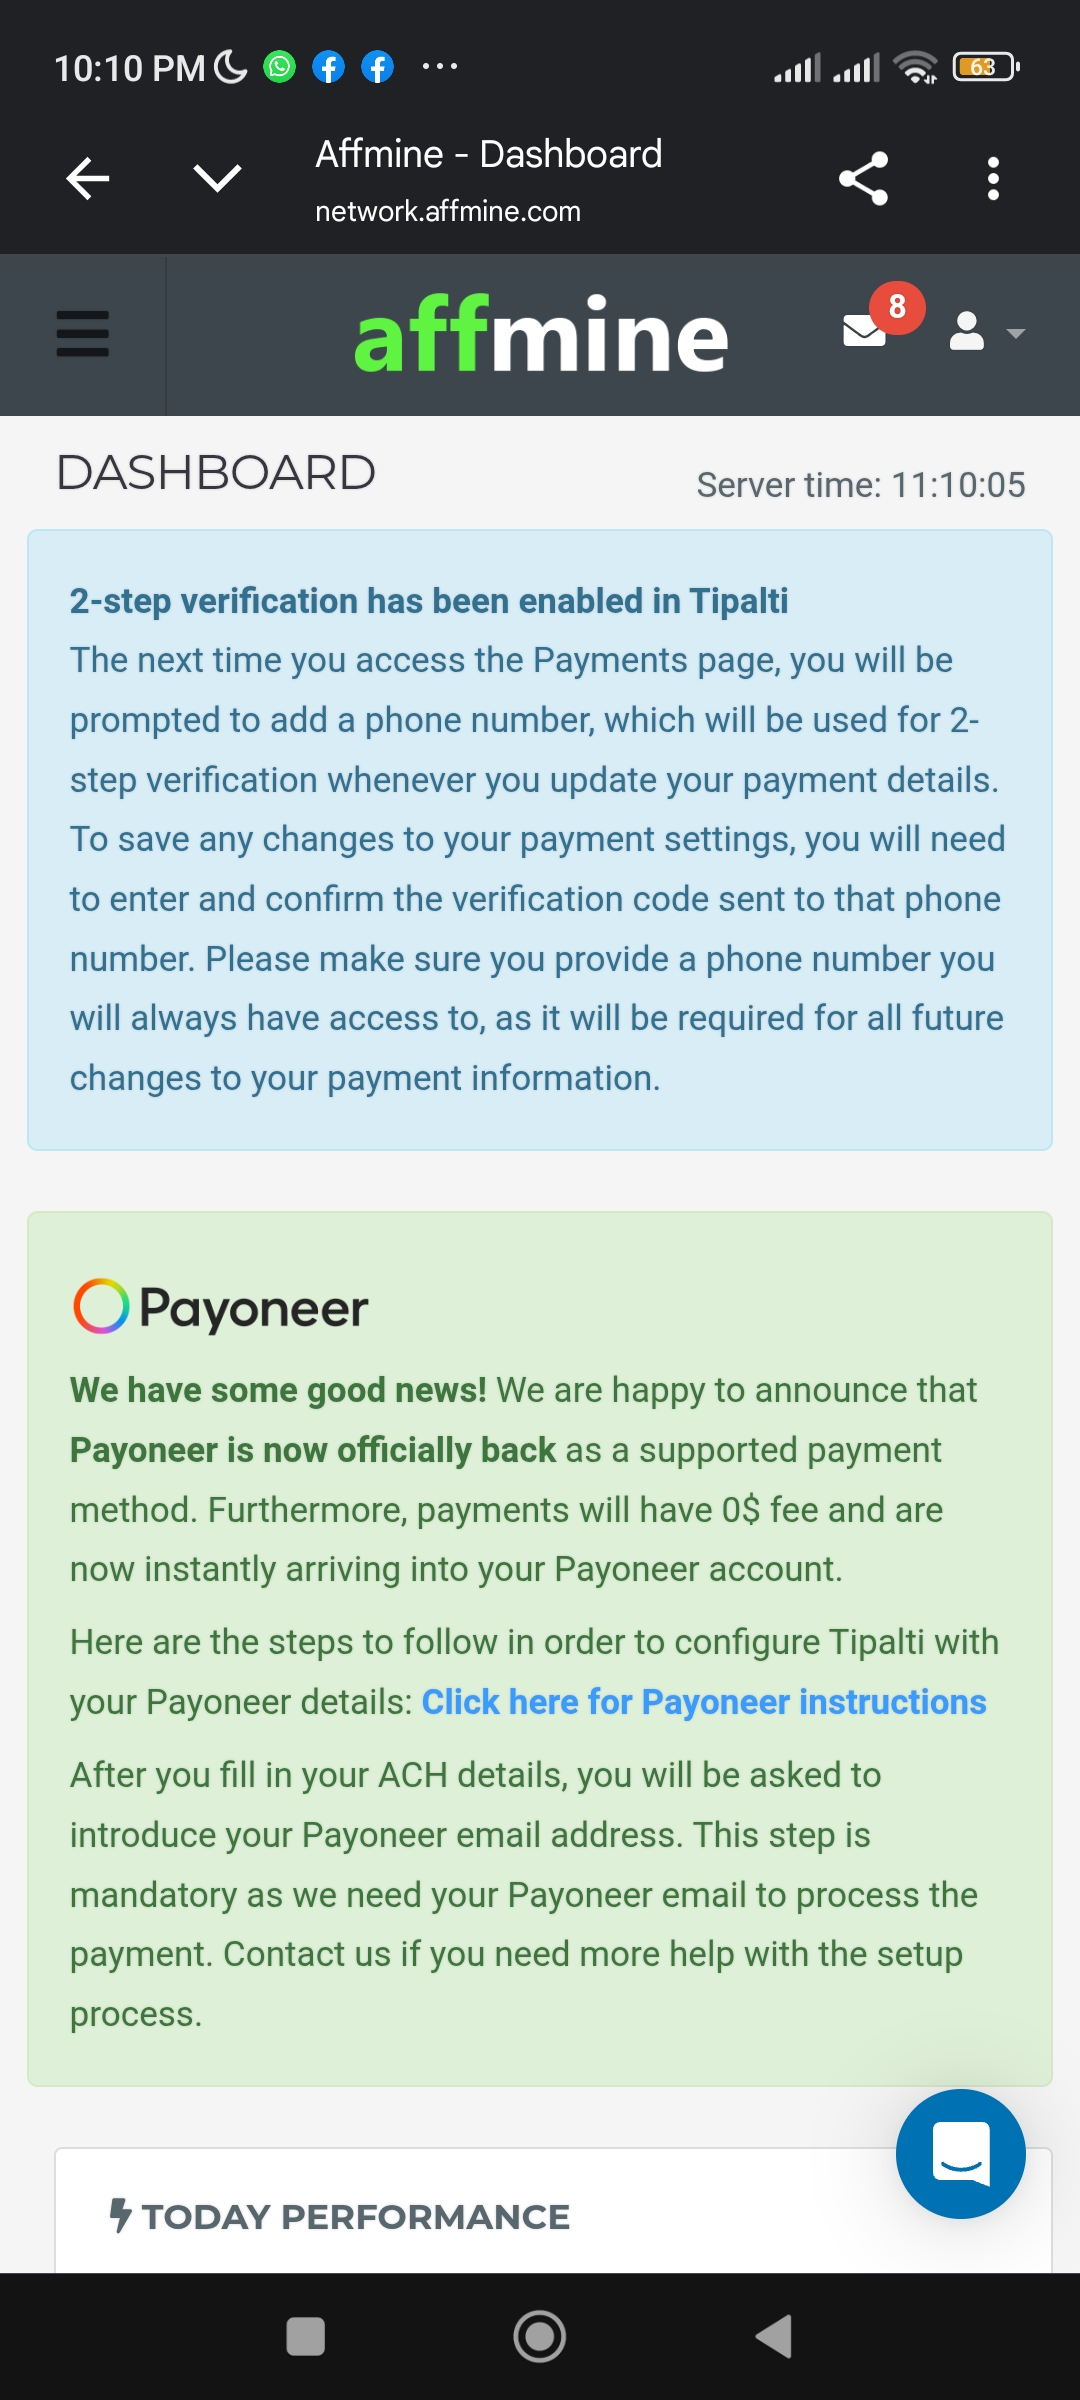 10:10 PM
63
Affmine - Dashboard
network.affmine.com
affmine
8
DASHBOARD
Server time: 11:10:05
2-step verification has been enabled in Tipalti
The next time you access the Payments page, you will be
prompted to add a phone number, which will be used for 2-
step verification whenever you update your payment details.
To save any changes to your payment settings, you will need
to enter and confirm the verification code sent to that phone
number. Please make sure you provide a phone number you
will always have access to, as it will be required for all future
changes to your payment information.
Payoneer
We have some good news! We are happy to announce that
Payoneer is now officially back as a supported payment
method. Furthermore, payments will have 0$ fee and are
now instantly arriving into your Payoneer account.
Here are the steps to follow in order to configure Tipalti with
your Payoneer details: Click here for Payoneer instructions
After you fill in your ACH details, you will be asked to
introduce your Payoneer email address. This step is
mandatory as we need your Payoneer email to process the
payment. Contact us if you need more help with the setup
process.
TODAY PERFORMANCE